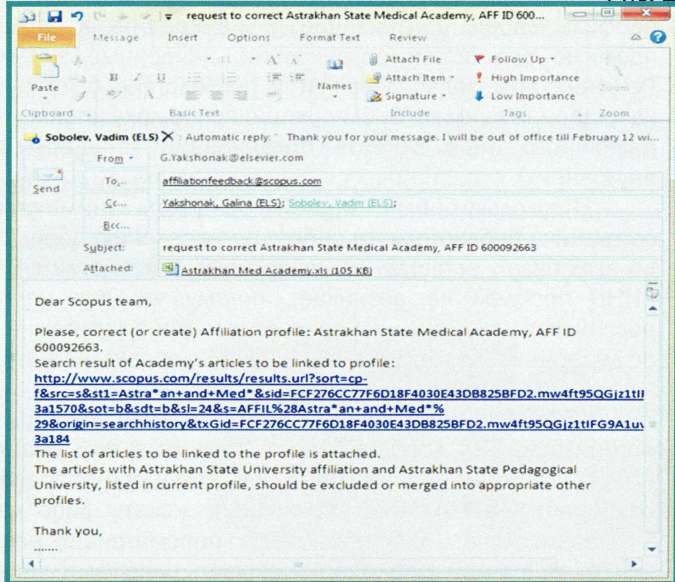 request to correct Astrakhan State Medical Academy, AFF ID 600...
File Message Insert Options Format Text Review
Paste
B I U
Names
Attach File
Attach Item
Signature
Follow Up
High Importance
Low Importance
Zoom
Clipboard Basic Text Include Tags Zoom
Sobolev, Vadim (ELS) Automatic reply: Thank you for your message. I will be out of office till February 12 wi...
Send
From G.Yakshonak@elsevier.com
To... affiliationfeedback@scopus.com
Cc... Yakshonak, Galina (ELS); Sobolev, Vadim (ELS);
Bcc...
Subject: request to correct Astrakhan State Medical Academy, AFF ID 600092663
Attached: Astrakhan Med Academy.xls (105 KB)
Dear Scopus team,
Please, correct (or create) Affiliation profile: Astrakhan State Medical Academy, AFF ID
600092663.
Search result of Academy's articles to be linked to profile:
http://www.scopus.com/results/results.url?sort=cp-
f&src=s&st1=Astra*an+and+Med*&sid=FCF276CC77F6D18F4030E43DB825BFD2.mw4ft95QGjz1tIF
3a1570&sot=b&sdt=b&sl=24&s=AFFIL%28Astra*an+and+Med*%
29&origin=searchhistory&txGid=FCF276CC77F6D18F4030E43DB825BFD2.mw4ft95QGjz1tIFG9A1uv
3a184
The list of articles to be linked to the profile is attached.
The articles with Astrakhan State University affiliation and Astrakhan State Pedagogical
University, listed in current profile, should be excluded or merged into appropriate other
profiles.
Thank you,
.......